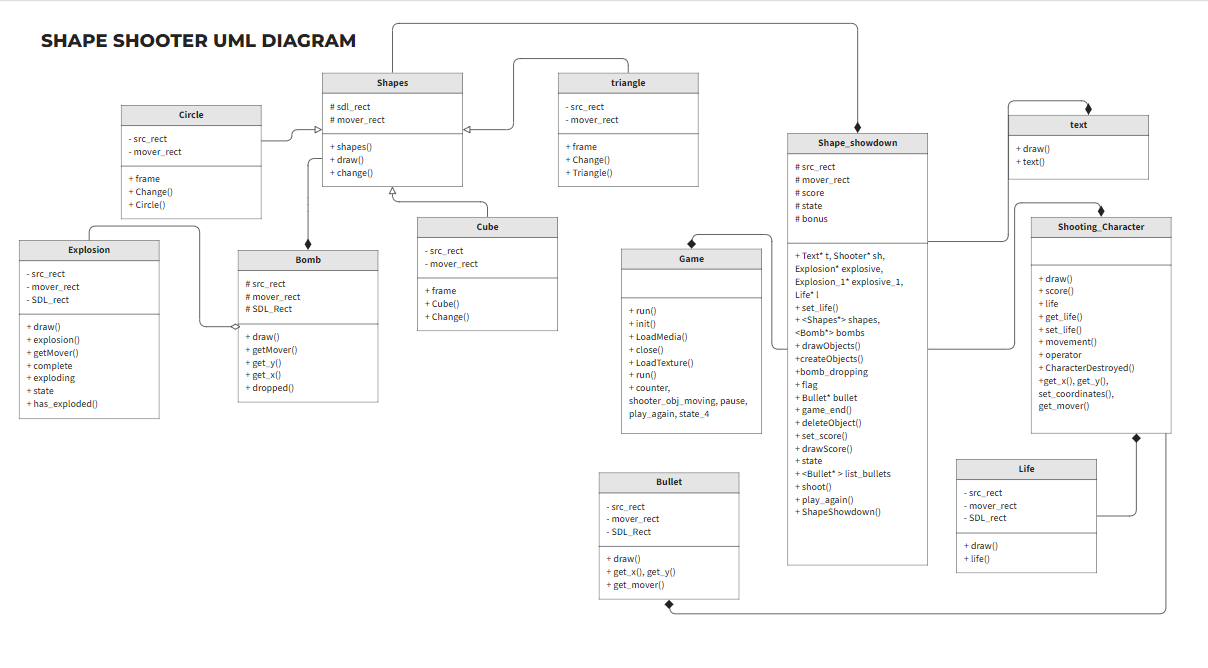 SHAPE SHOOTER UML DIAGRAM
Shapes
# sdl_rect
# mover_rect
+ shapes()
+ draw()
+ change()
triangle
- src_rect
- mover_rect
+ frame
+ Change()
+ Triangle()
Circle
- src_rect
- mover_rect
+ frame
+ Change()
+ Circle()
Explosion
- src_rect
- mover_rect
- SDL_rect
+ draw()
+ explosion()
+ getMover()
+ complete
+ exploding
+ state
+ has_exploded()
Bomb
# src_rect
# mover_rect
# SDL_Rect
+ draw()
+ getMover()
+ get_y()
+ get_x()
+ dropped()
Cube
- src_rect
- mover_rect
+ frame
+ Cube()
+ Change()
Game
+ run()
+ init()
+ LoadMedia()
+ close()
+ LoadTexture()
+ run()
+ counter,
shooter_obj_moving, pause,
play_again, state_4
Shape_showdown
# src_rect
# mover_rect
# score
# state
# bonus
+ Text* t, Shooter* sh,
Explosion* explosive,
Explosion_1* explosive_1,
Life* l
+ set_life()
+ <Shapes*> shapes,
<Bomb*> bombs
+ drawObjects()
+createObjects()
+bomb_dropping
+ flag
+ Bullet* bullet
+ game_end()
+ deleteObject()
+ set_score()
+ drawScore()
+ state
+ <Bullet* > list_bullets
+ shoot()
+ play_again()
+ ShapeShowdown()
text
+ draw()
+ text()
Shooting_Character
+ draw()
+ score()
+ life
+ get_life()
+ set_life()
+ movement()
+ operator
+ CharacterDestroyed()
+get_x(), get_y(),
set_coordinates(),
get_mover()
Bullet
- src_rect
- mover_rect
- SDL_Rect
+ draw()
+ get_x(), get_y()
+ get_mover()
Life
- src_rect
- mover_rect
- SDL_rect
+ draw()
+ life()